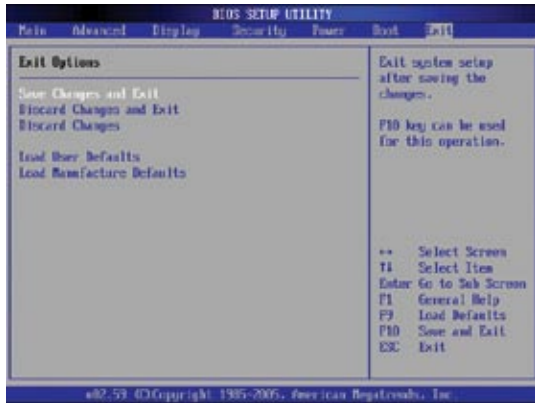 BIOS SETUP UTILITY
Main Advanced Display Security Power Boot Exit
Exit Options
Save Changes and Exit
Discard Changes and Exit
Discard Changes
Load User Defaults
Load Manufacture Defaults
Exit system setup
after saving the
changes.
F10 key can be used
for this operation.
↔ Select Screen
↑↓ Select Item
Enter Go to Sub Screen
F1 General Help
F9 Load Defaults
F10 Save and Exit
ESC Exit
v02.59 (C)Copyright 1985-2005, American Megatrends, Inc.